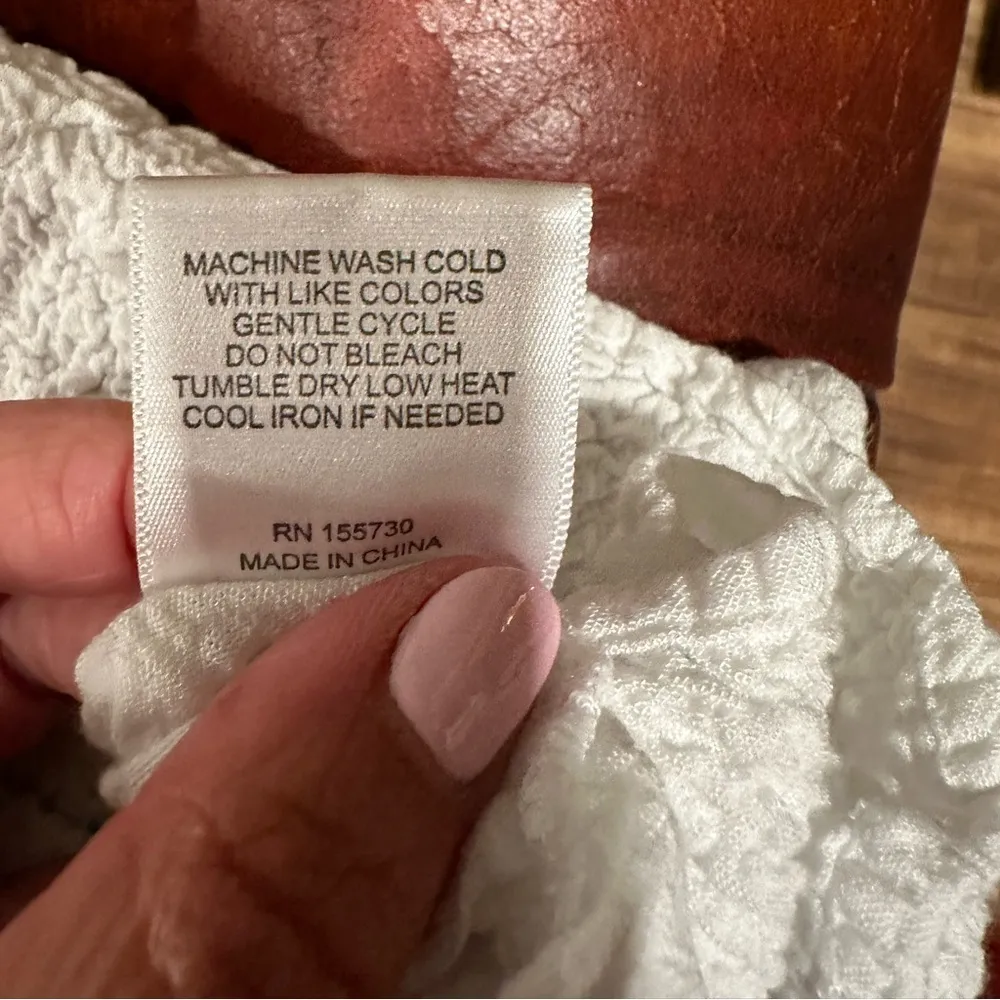 MACHINE WASH COLD
WITH LIKE COLORS
GENTLE CYCLE
DO NOT BLEACH
TUMBLE DRY LOW HEAT
COOL IRON IF NEEDED
RN 155730
MADE IN CHINA